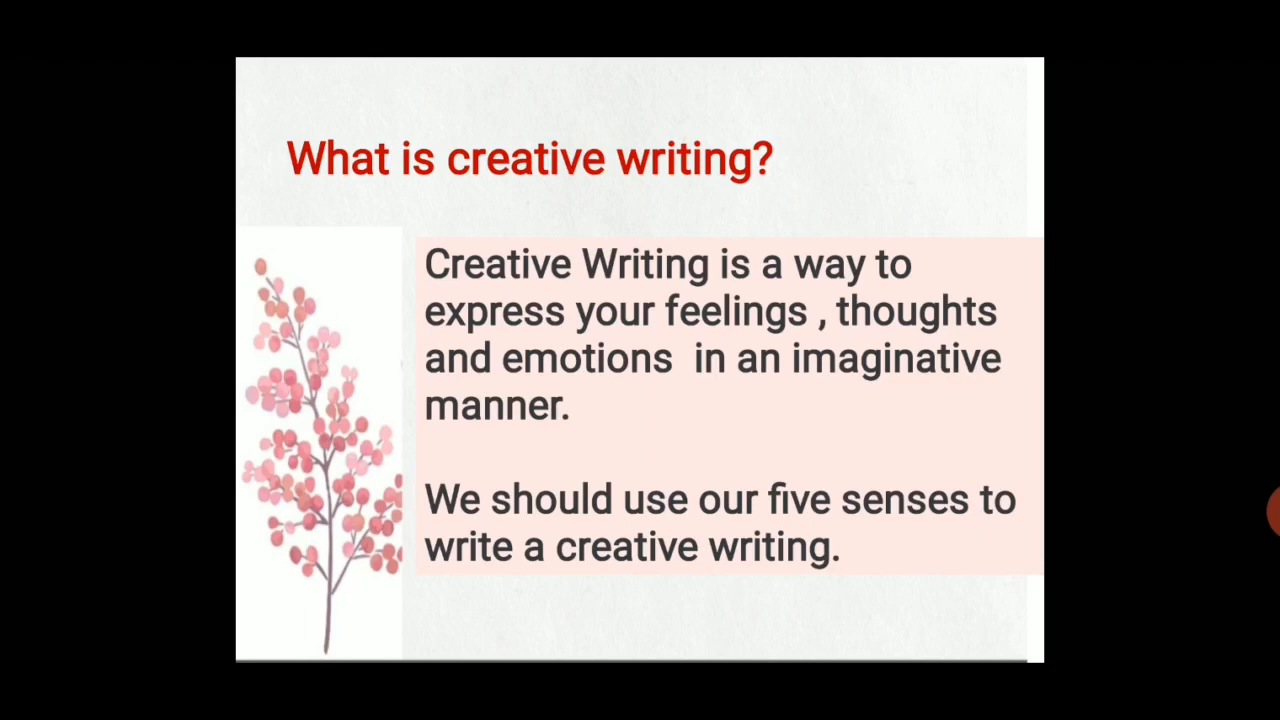 What is creative writing?
Creative Writing is a way to
express your feelings , thoughts
and emotions  in an imaginative
manner.
We should use our five senses to
write a creative writing.